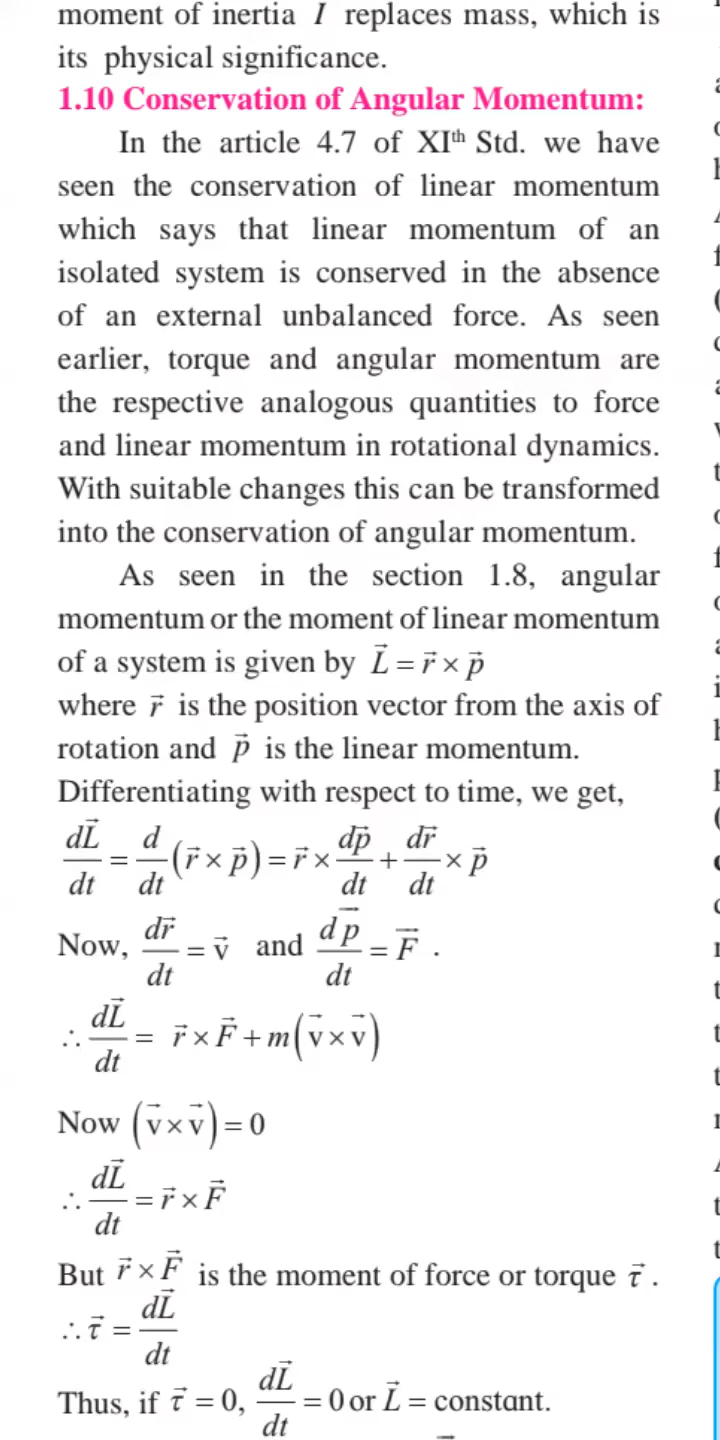 moment of inertia I replaces mass, which is
its physical significance.
1.10 Conservation of Angular Momentum:
In the article 4.7 of XIth Std. we have
seen the conservation of linear momentum
which says that linear momentum of an
isolated system is conserved in the absence
of an external unbalanced force. As seen
earlier, torque and angular momentum are
the respective analogous quantities to force
and linear momentum in rotational dynamics.
With suitable changes this can be transformed
into the conservation of angular momentum.
As seen in the section 1.8, angular
momentum or the moment of linear momentum
of a system is given by L⃗ = r⃗ × p⃗
where r⃗ is the position vector from the axis of
rotation and p⃗ is the linear momentum.
Differentiating with respect to time, we get,
dL⃗/dt = d/dt (r⃗ × p⃗) = r⃗ × dp⃗/dt + dr⃗/dt × p⃗
Now, dr⃗/dt = v⃗ and dp⃗/dt = F⃗ .
∴ dL⃗/dt = r⃗ × F⃗ + m(v⃗ × v⃗)
Now (v⃗ × v⃗) = 0
∴ dL⃗/dt = r⃗ × F⃗
But r⃗ × F⃗ is the moment of force or torque τ⃗ .
∴ τ⃗ = dL⃗/dt
Thus, if τ⃗ = 0, dL⃗/dt = 0 or L⃗ = constant.